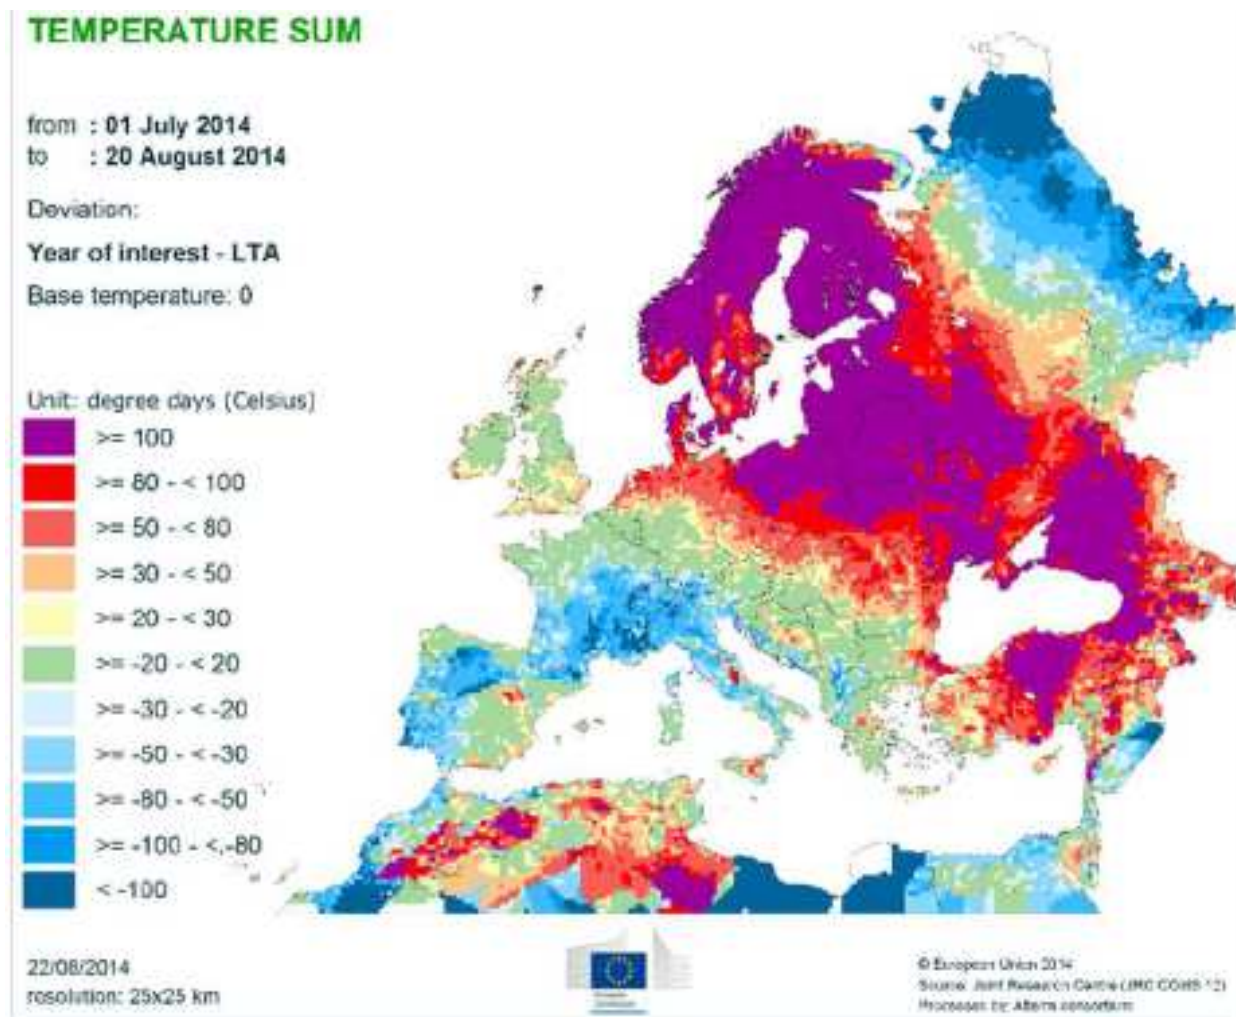 TEMPERATURE SUM
from : 01 July 2014
to : 20 August 2014
Deviation:
Year of interest - LTA
Base temperature: 0
Unit: degree days (Celsius)
>= 100
>= 80 - < 100
>= 50 - < 80
>= 30 - < 50
>= 20 - < 30
>= -20 - < 20
>= -30 - < -20
>= -50 - < -30
>= -80 - < -50
>= -100 - < -80
< -100
22/08/2014
resolution: 25x25 km
European
Commission
© European Union 2014
Source: Joint Research Centre
Processed by: Alterra consortium